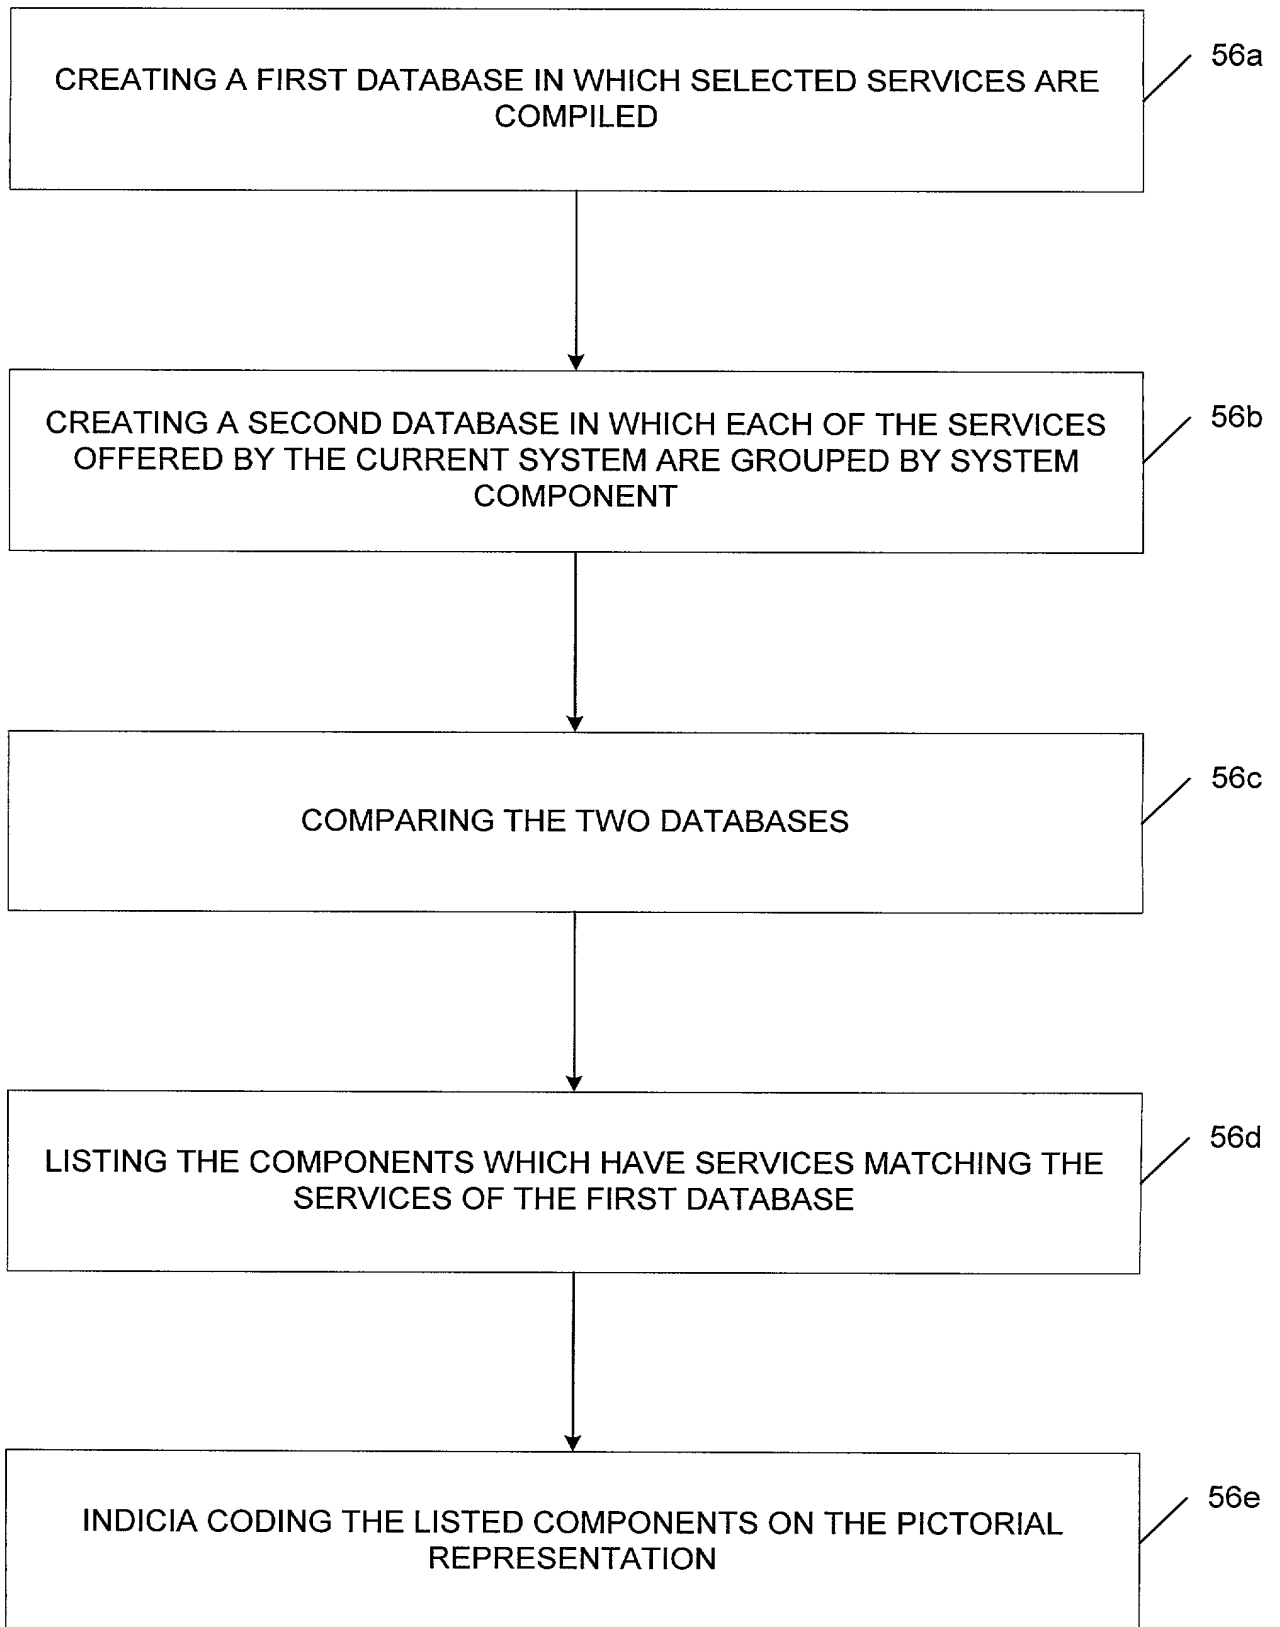 CREATING A FIRST DATABASE IN WHICH SELECTED SERVICES ARE
COMPILED
56a
CREATING A SECOND DATABASE IN WHICH EACH OF THE SERVICES
OFFERED BY THE CURRENT SYSTEM ARE GROUPED BY SYSTEM
COMPONENT
56b
COMPARING THE TWO DATABASES
56c
LISTING THE COMPONENTS WHICH HAVE SERVICES MATCHING THE
SERVICES OF THE FIRST DATABASE
56d
INDICIA CODING THE LISTED COMPONENTS ON THE PICTORIAL
REPRESENTATION
56e